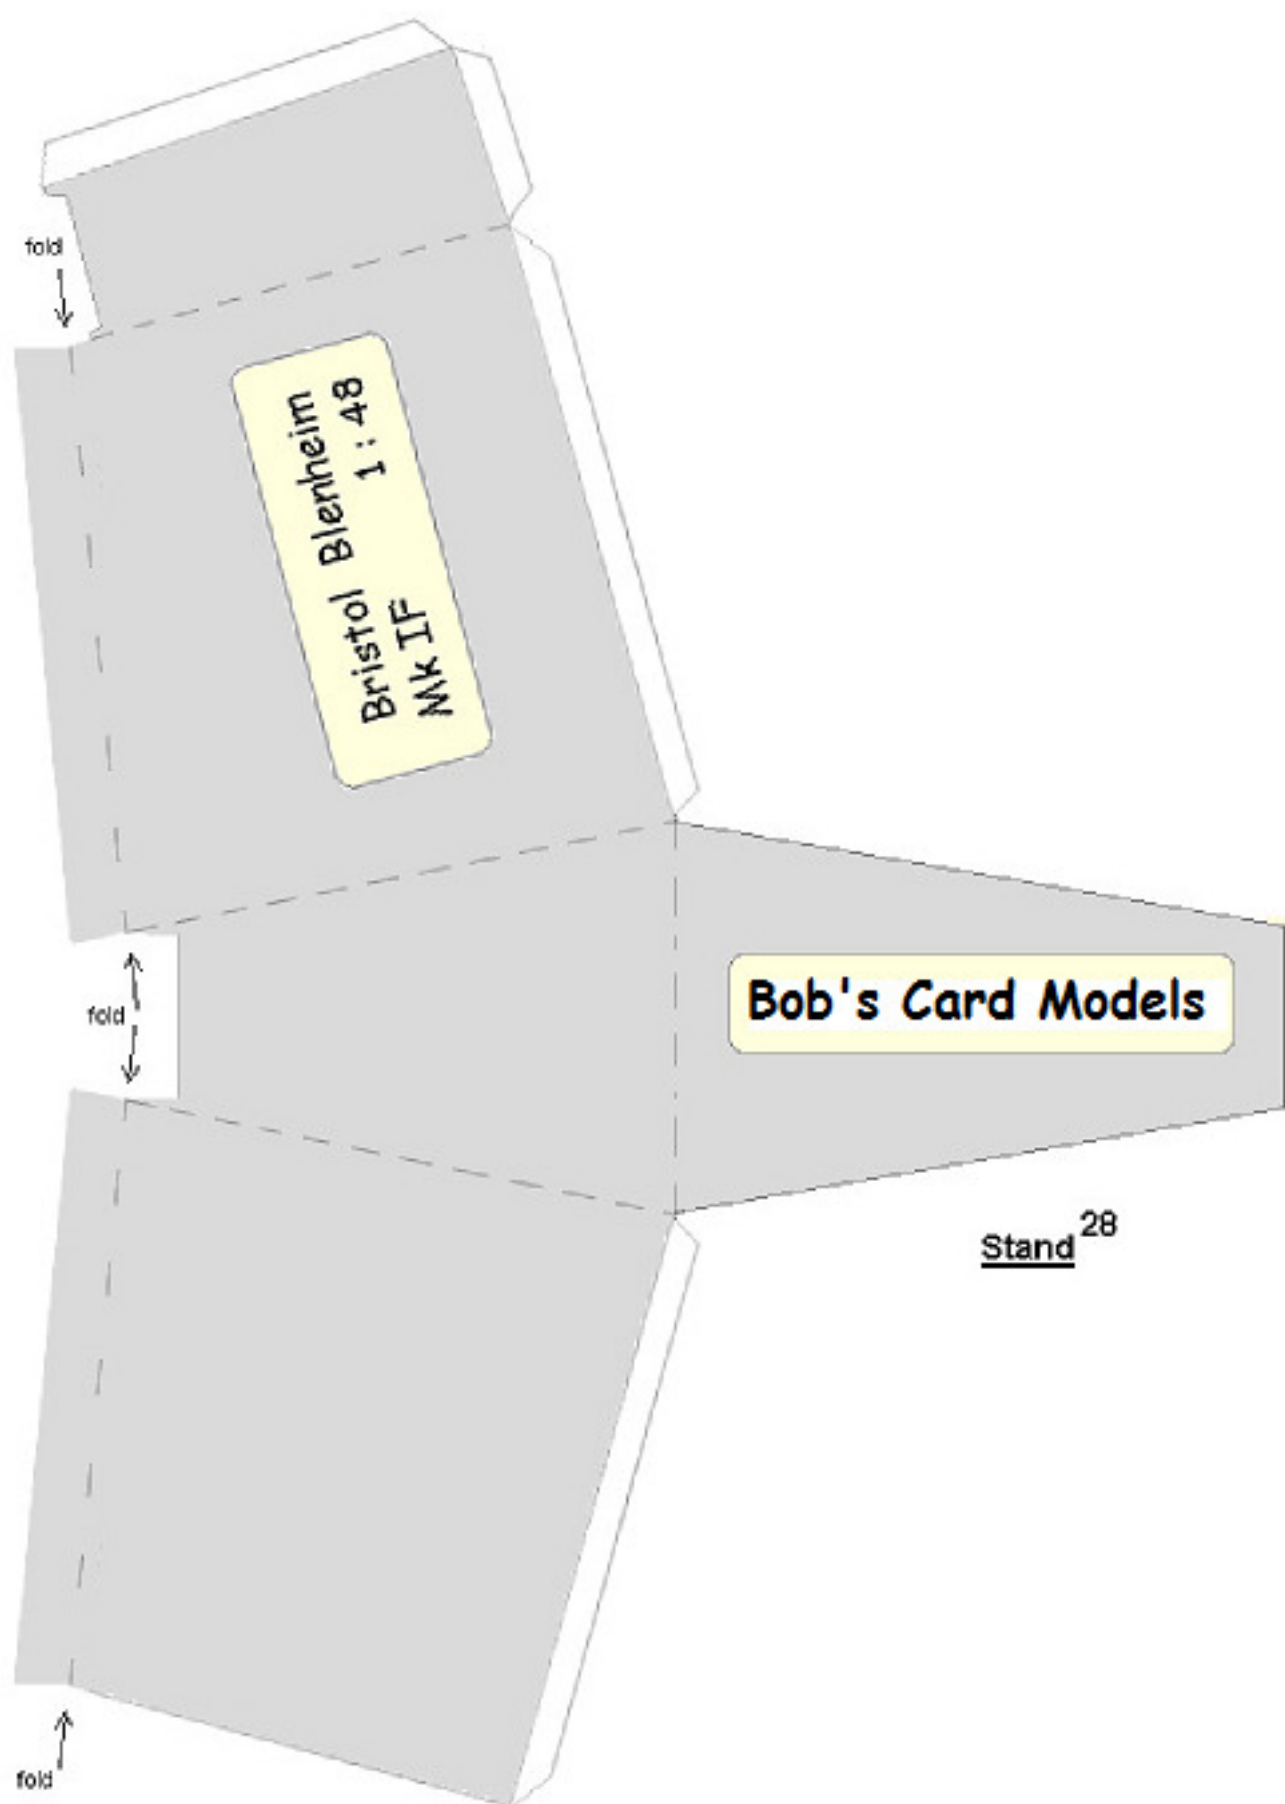 fold
Bristol Blenheim
Mk IF 1 : 48
fold
Bob's Card Models
Stand 28
fold